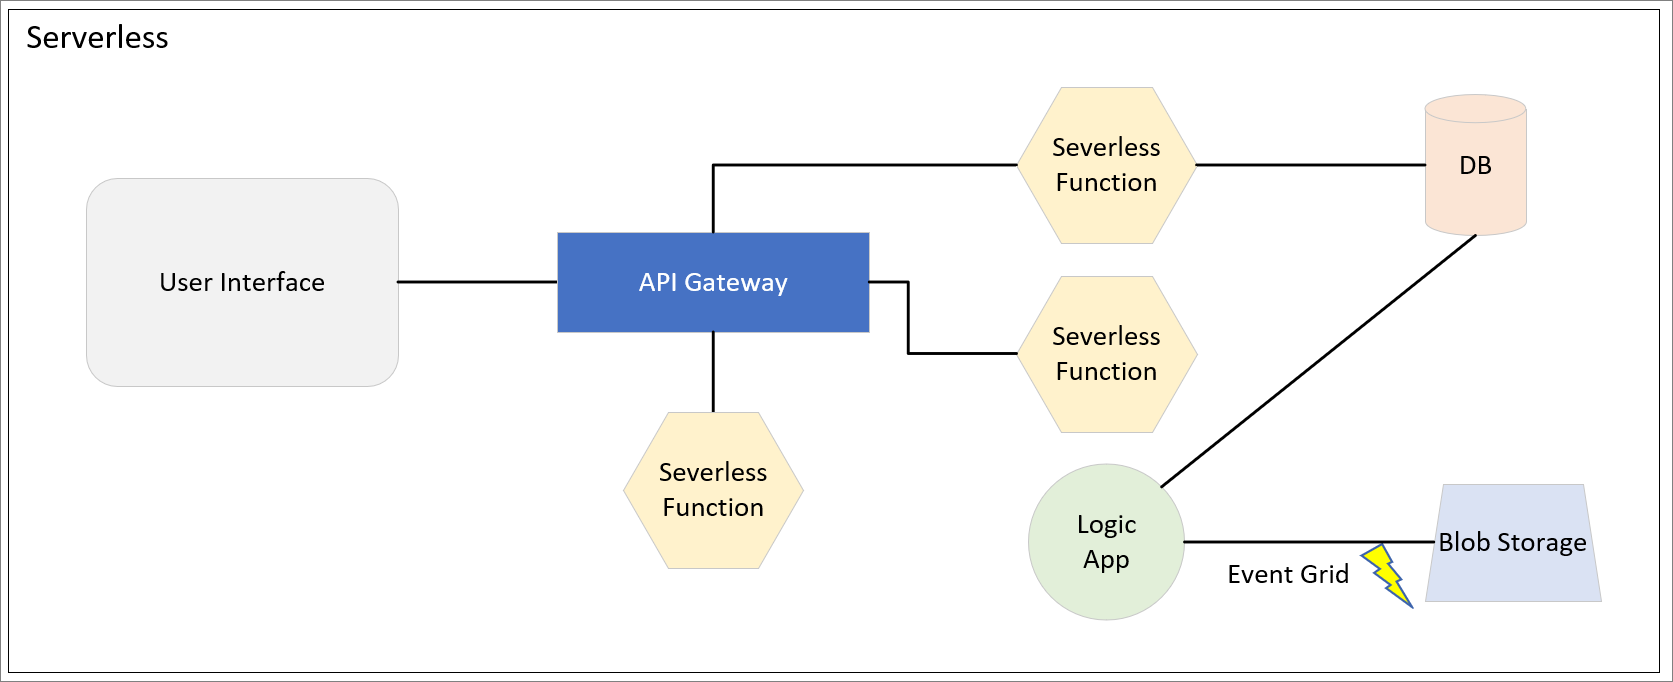 Serverless
Severless
Function
DB
User Interface
API Gateway
Severless
Function
Severless
Function
Logic
App
Blob Storage
Event Grid